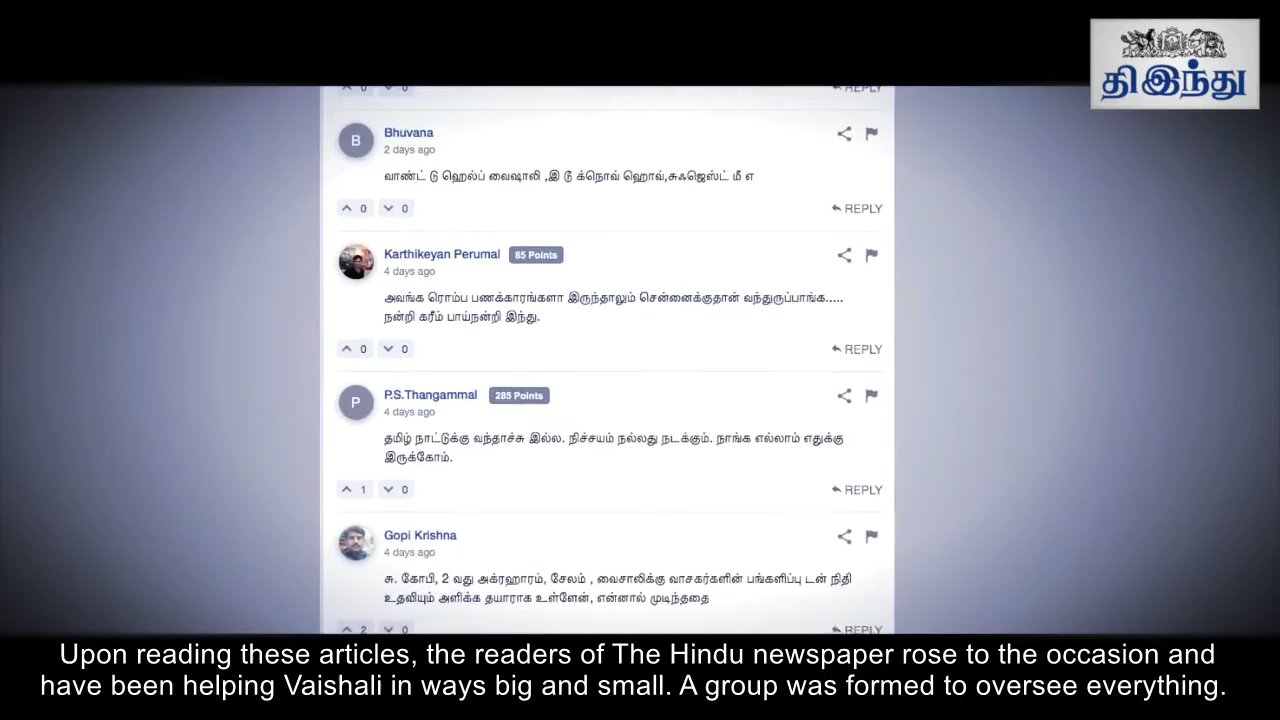 தி இந்து
0 0 REPLY
B Bhuvana
2 days ago
வாண்ட் டு ஹெல்ப் வைஷாலி ,இ டூ க்நொவ் ஹொவ்,சுஃஜெஸ்ட் மீ எ
0 0 REPLY
Karthikeyan Perumal 85 Points
4 days ago
அவங்க ரொம்ப பணக்காரங்களா இருந்தாலும் சென்னைக்குதான் வந்துருப்பாங்க.....
நன்றி கரீம் பாய்நன்றி இந்து.
0 0 REPLY
P P.S.Thangammal 285 Points
4 days ago
தமிழ் நாட்டுக்கு வந்தாச்சு இல்ல. நிச்சயம் நல்லது நடக்கும். நாங்க எல்லாம் எதுக்கு
இருக்கோம்.
1 0 REPLY
Gopi Krishna
4 days ago
சு. கோபி, 2 வது அக்ரஹாரம், சேலம் , வைசாலிக்கு வாசகர்களின் பங்களிப்பு டன் நிதி
உதவியும் அளிக்க தயாராக உள்ளேன், என்னால் முடிந்ததை
2 0 REPLY
Upon reading these articles, the readers of The Hindu newspaper rose to the occasion and
have been helping Vaishali in ways big and small. A group was formed to oversee everything.